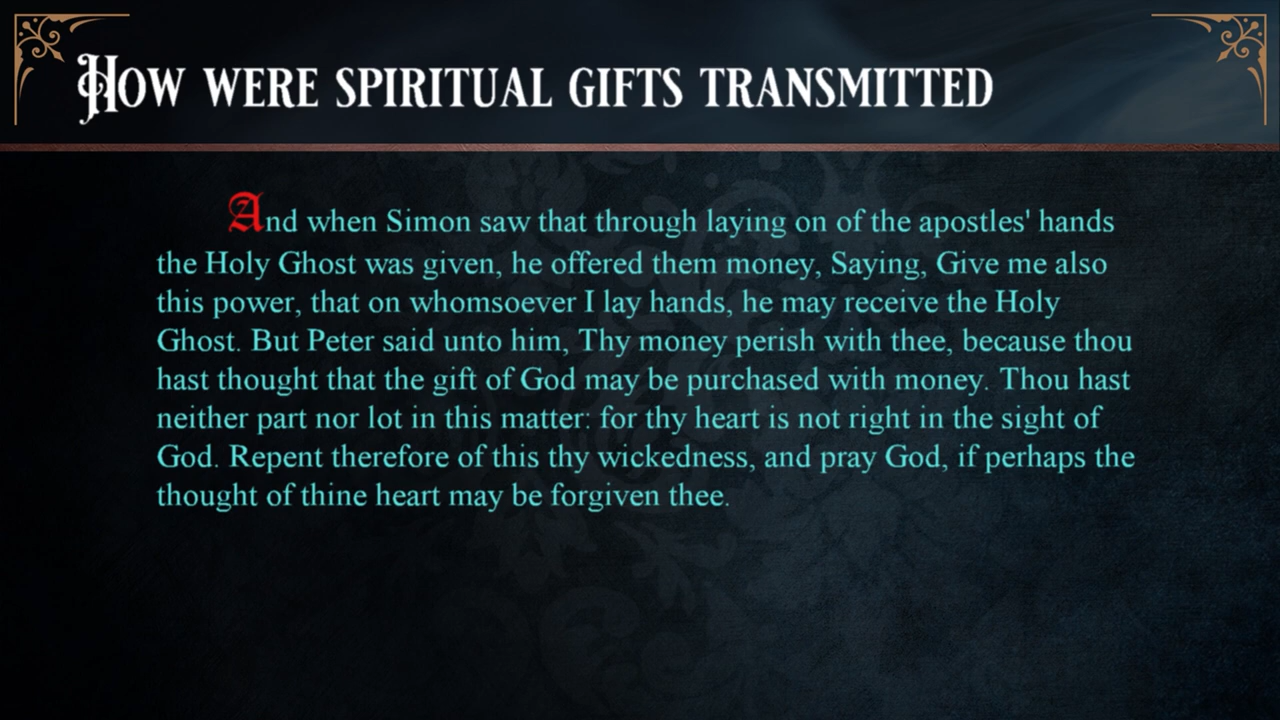 How were spiritual gifts transmitted
And when Simon saw that through laying on of the apostles' hands
the Holy Ghost was given, he offered them money, Saying, Give me also
this power, that on whomsoever I lay hands, he may receive the Holy
Ghost. But Peter said unto him, Thy money perish with thee, because thou
hast thought that the gift of God may be purchased with money. Thou hast
neither part nor lot in this matter: for thy heart is not right in the sight of
God. Repent therefore of this thy wickedness, and pray God, if perhaps the
thought of thine heart may be forgiven thee.